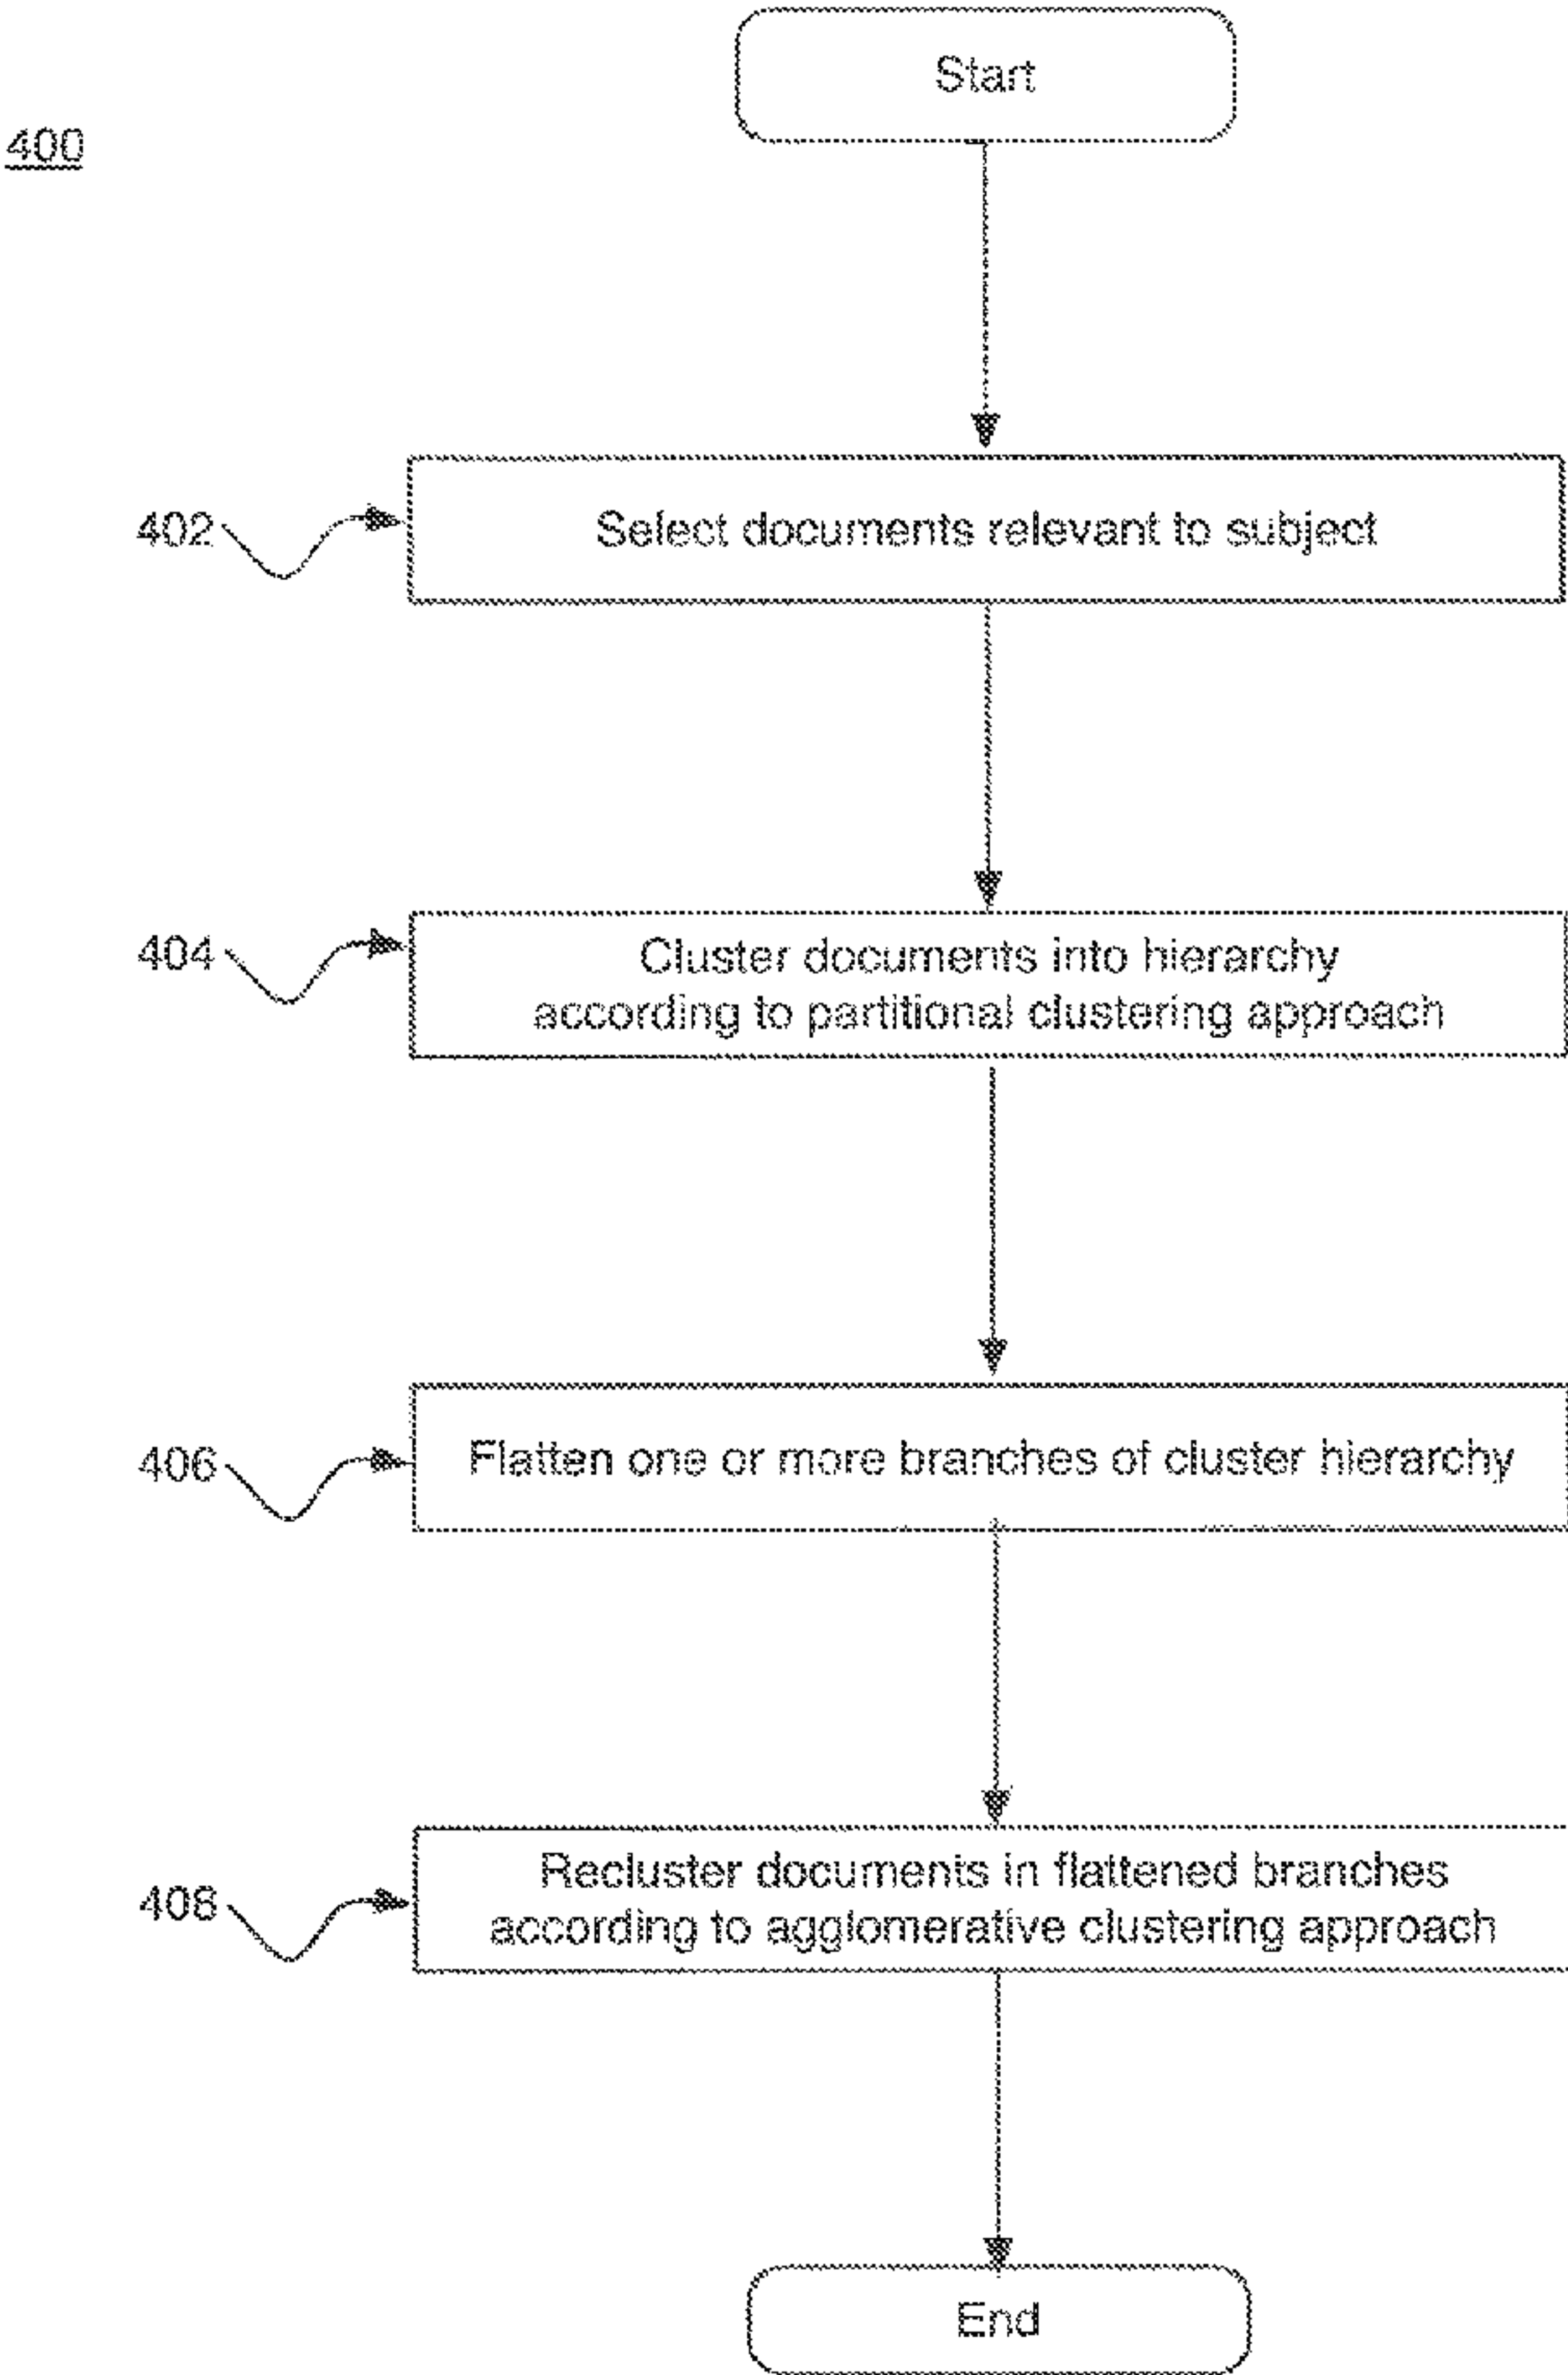 Start
400
402
Select documents relevant to subject
404
Cluster documents into hierarchy
according to partitional clustering approach
406
Flatten one or more branches of cluster hierarchy
408
Recluster documents in flattened branches
according to agglomerative clustering approach
End